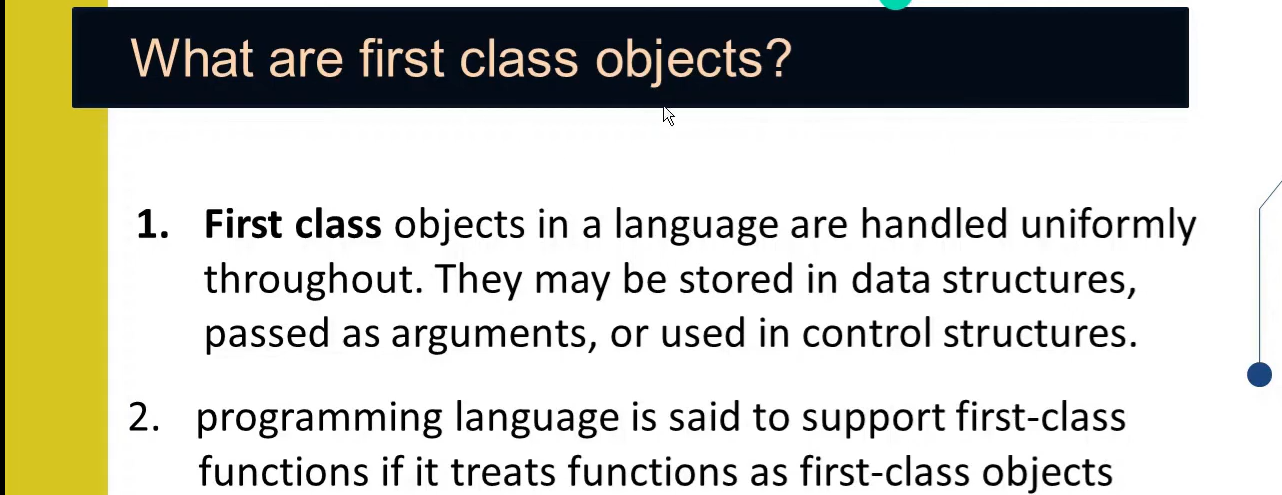 What are first class objects?
1. First class objects in a language are handled uniformly
throughout. They may be stored in data structures,
passed as arguments, or used in control structures.
2. programming language is said to support first-class
functions if it treats functions as first-class objects